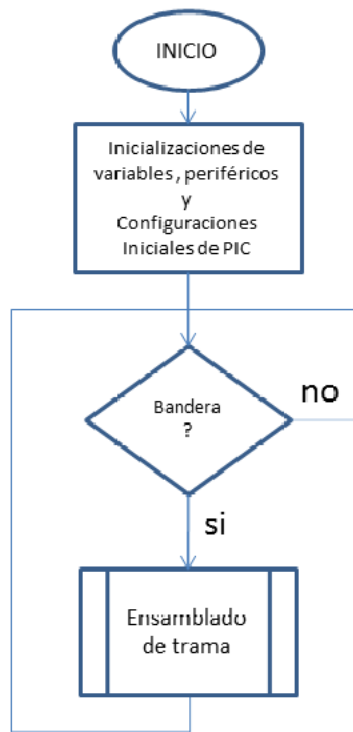 INICIO
Inicializaciones de
variables, periféricos
y
Configuraciones
Iniciales de PIC
Bandera
?
no
si
Ensamblado
de trama